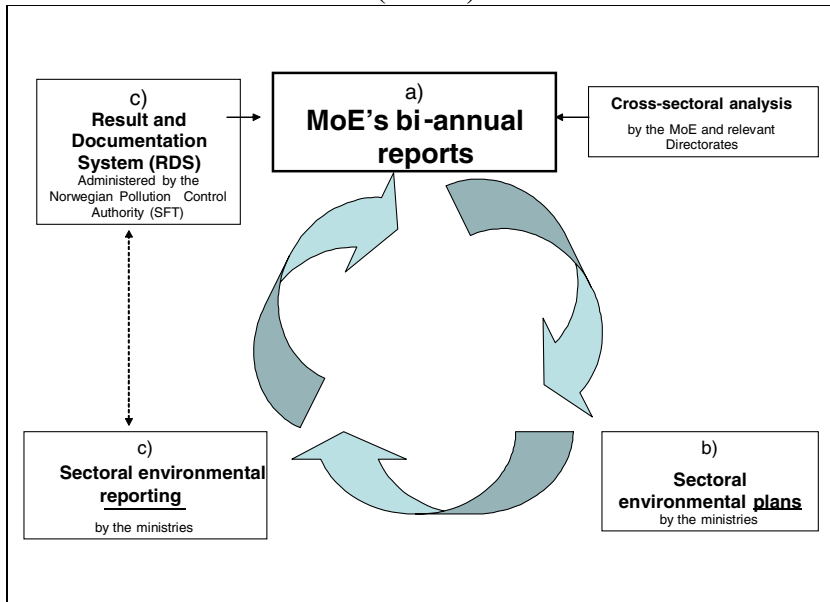 c)
Result and
Documentation
System (RDS)
Administered by the
Norwegian Pollution Control
Authority (SFT)
a)
MoE's bi-annual
reports
Cross-sectoral analysis
by the MoE and relevant
Directorates
c)
Sectoral environmental
reporting
by the ministries
b)
Sectoral
environmental plans
by the ministries